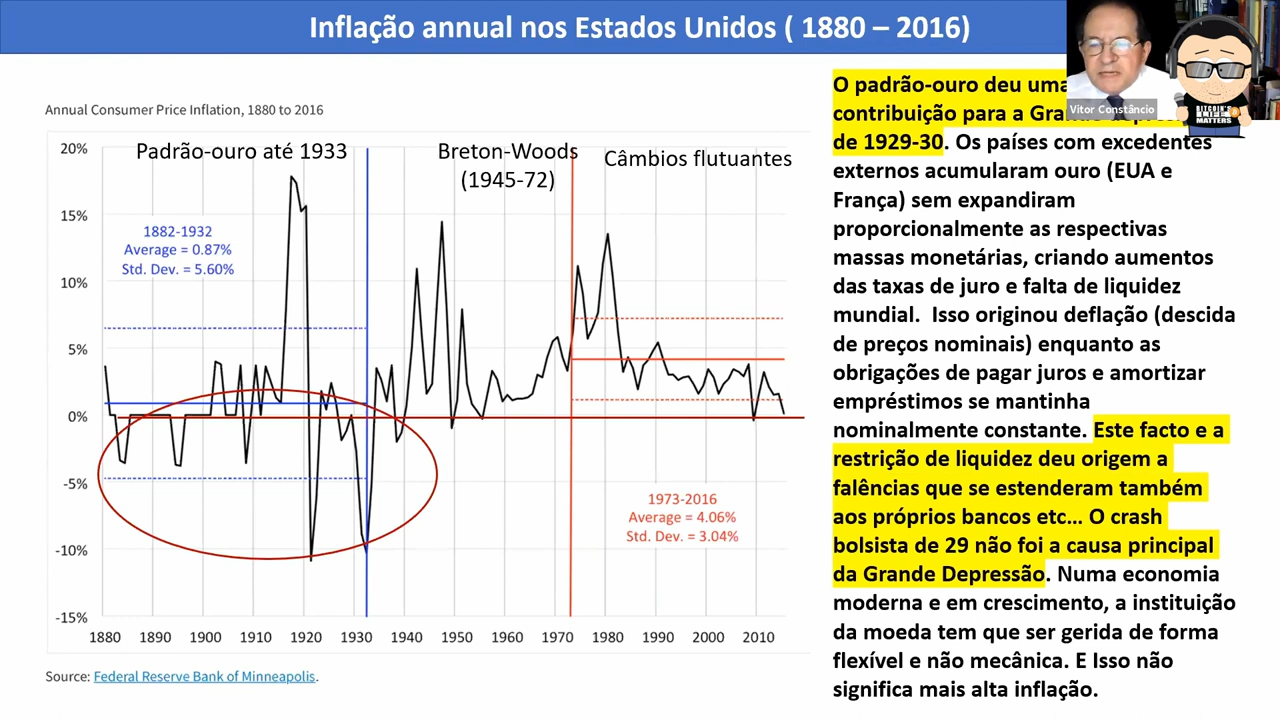 Inflação annual nos Estados Unidos ( 1880 – 2016)
Vitor Constâncio
BITCOIN'S
LIFE
MATTERS
Annual Consumer Price Inflation, 1880 to 2016
20%
15%
10%
5%
0%
-5%
-10%
-15%
Padrão-ouro até 1933
Breton-Woods
(1945-72)
Câmbios flutuantes
1882-1932
Average = 0.87%
Std. Dev. = 5.60%
1973-2016
Average = 4.06%
Std. Dev. = 3.04%
1880 1890 1900 1910 1920 1930 1940 1950 1960 1970 1980 1990 2000 2010
Source: Federal Reserve Bank of Minneapolis.
O padrão-ouro deu uma
contribuição para a
de 1929-30. Os países com excedentes
externos acumularam ouro (EUA e
França) sem expandiram
proporcionalmente as respectivas
massas monetárias, criando aumentos
das taxas de juro e falta de liquidez
mundial. Isso originou deflação (descida
de preços nominais) enquanto as
obrigações de pagar juros e amortizar
empréstimos se mantinha
nominalmente constante. Este facto e a
restrição de liquidez deu origem a
falências que se estenderam também
aos próprios bancos etc… O crash
bolsista de 29 não foi a causa principal
da Grande Depressão. Numa economia
moderna e em crescimento, a instituição
da moeda tem que ser gerida de forma
flexível e não mecânica. E Isso não
significa mais alta inflação.